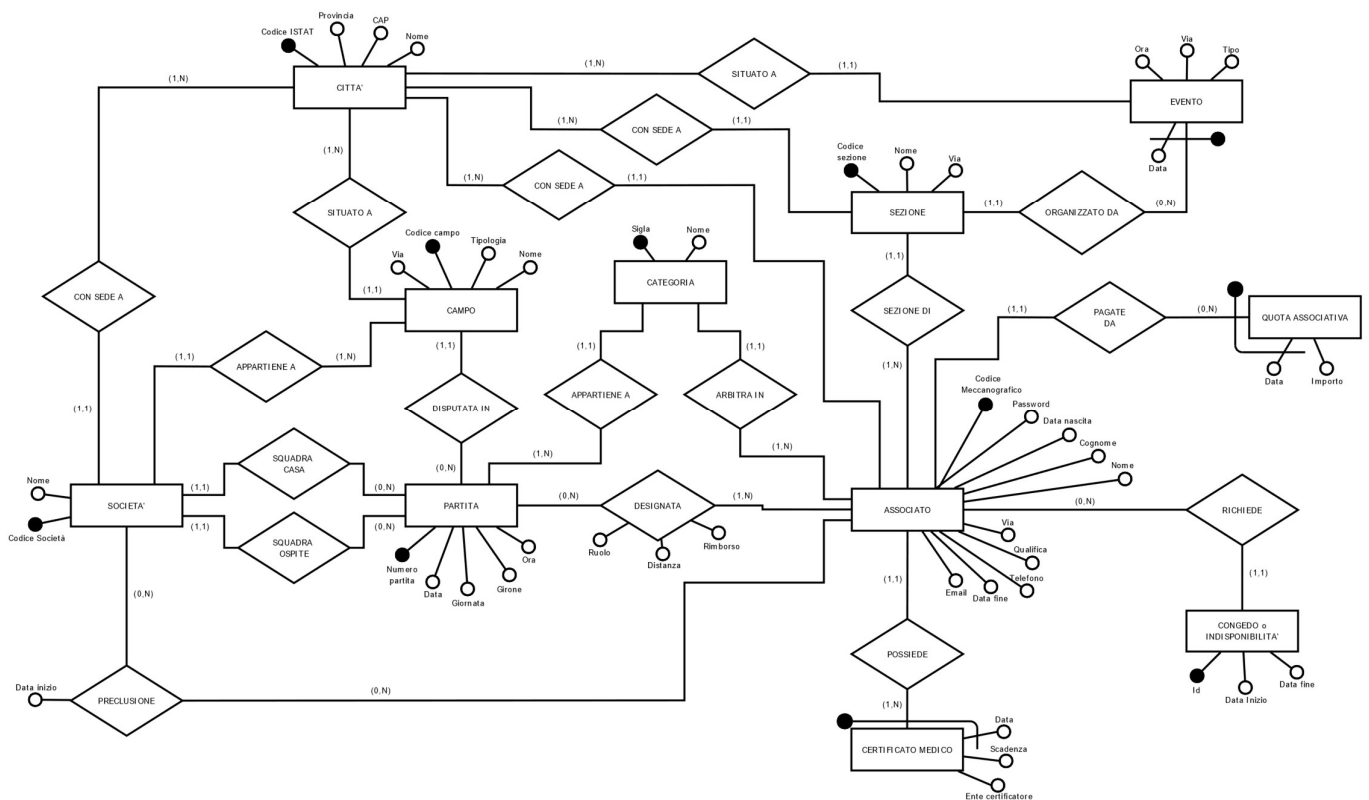 Provincia
Codice ISTAT
CAP
Nome
CITTA'
(1,N)
(1,N)
SITUATO A
(1,1)
Ora
Via
Tipo
EVENTO
Data
(1,N)
CON SEDE A
(1,1)
(1,N)
(1,N)
CON SEDE A
(1,1)
Codice
sezione
Nome
Via
SEZIONE
(1,1)
ORGANIZZATO DA
(0,N)
SITUATO A
(1,1)
Codice campo
Via
Tipologia
Nome
CAMPO
Sigla
Nome
CATEGORIA
(1,1)
SEZIONE DI
(1,N)
CON SEDE A
(1,1)
(1,1)
PAGATE
DA
(0,N)
QUOTA ASSOCIATIVA
Data
Importo
(1,1)
APPARTIENE A
(1,N)
(1,1)
DISPUTATA IN
(0,N)
(1,1)
APPARTIENE A
(1,N)
(1,1)
ARBITRA IN
(1,N)
Codice
Meccanografico
Password
Data nascita
Cognome
Nome
SQUADRA
CASA
(1,1)
(0,N)
Nome
Codice Società
SOCIETA'
(1,1)
SQUADRA
OSPITE
(0,N)
PARTITA
(0,N)
DESIGNATA
(1,N)
Ruolo
Distanza
Rimborso
Numero
partita
Data
Giornata
Girone
Ora
ASSOCIATO
(0,N)
RICHIEDE
(1,1)
Via
Qualifica
Telefono
Data fine
Email
CONGEDO o
INDISPONIBILITA'
Id
Data Inizio
Data fine
(0,N)
Data inizio
PRECLUSIONE
(0,N)
(1,1)
POSSIEDE
(1,N)
CERTIFICATO MEDICO
Data
Scadenza
Ente certificatore